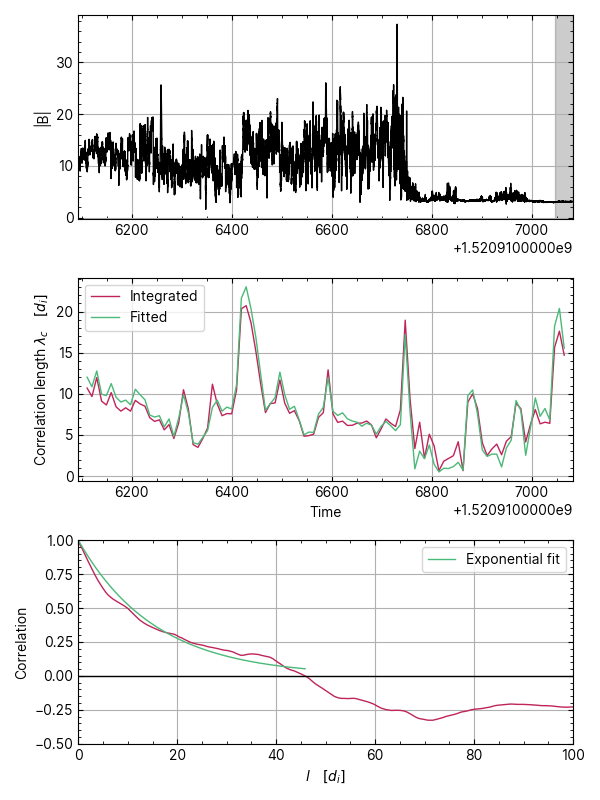 |B|
30
20
10
0
6200 6400 6600 6800 7000
+1.5209100000e9
Correlation length λc [di]
Integrated
Fitted
20
15
10
5
0
6200 6400 6600 6800 7000
Time
+1.5209100000e9
Correlation
Exponential fit
1.00
0.75
0.50
0.25
0.00
−0.25
−0.50
0 20 40 60 80 100
l [di]